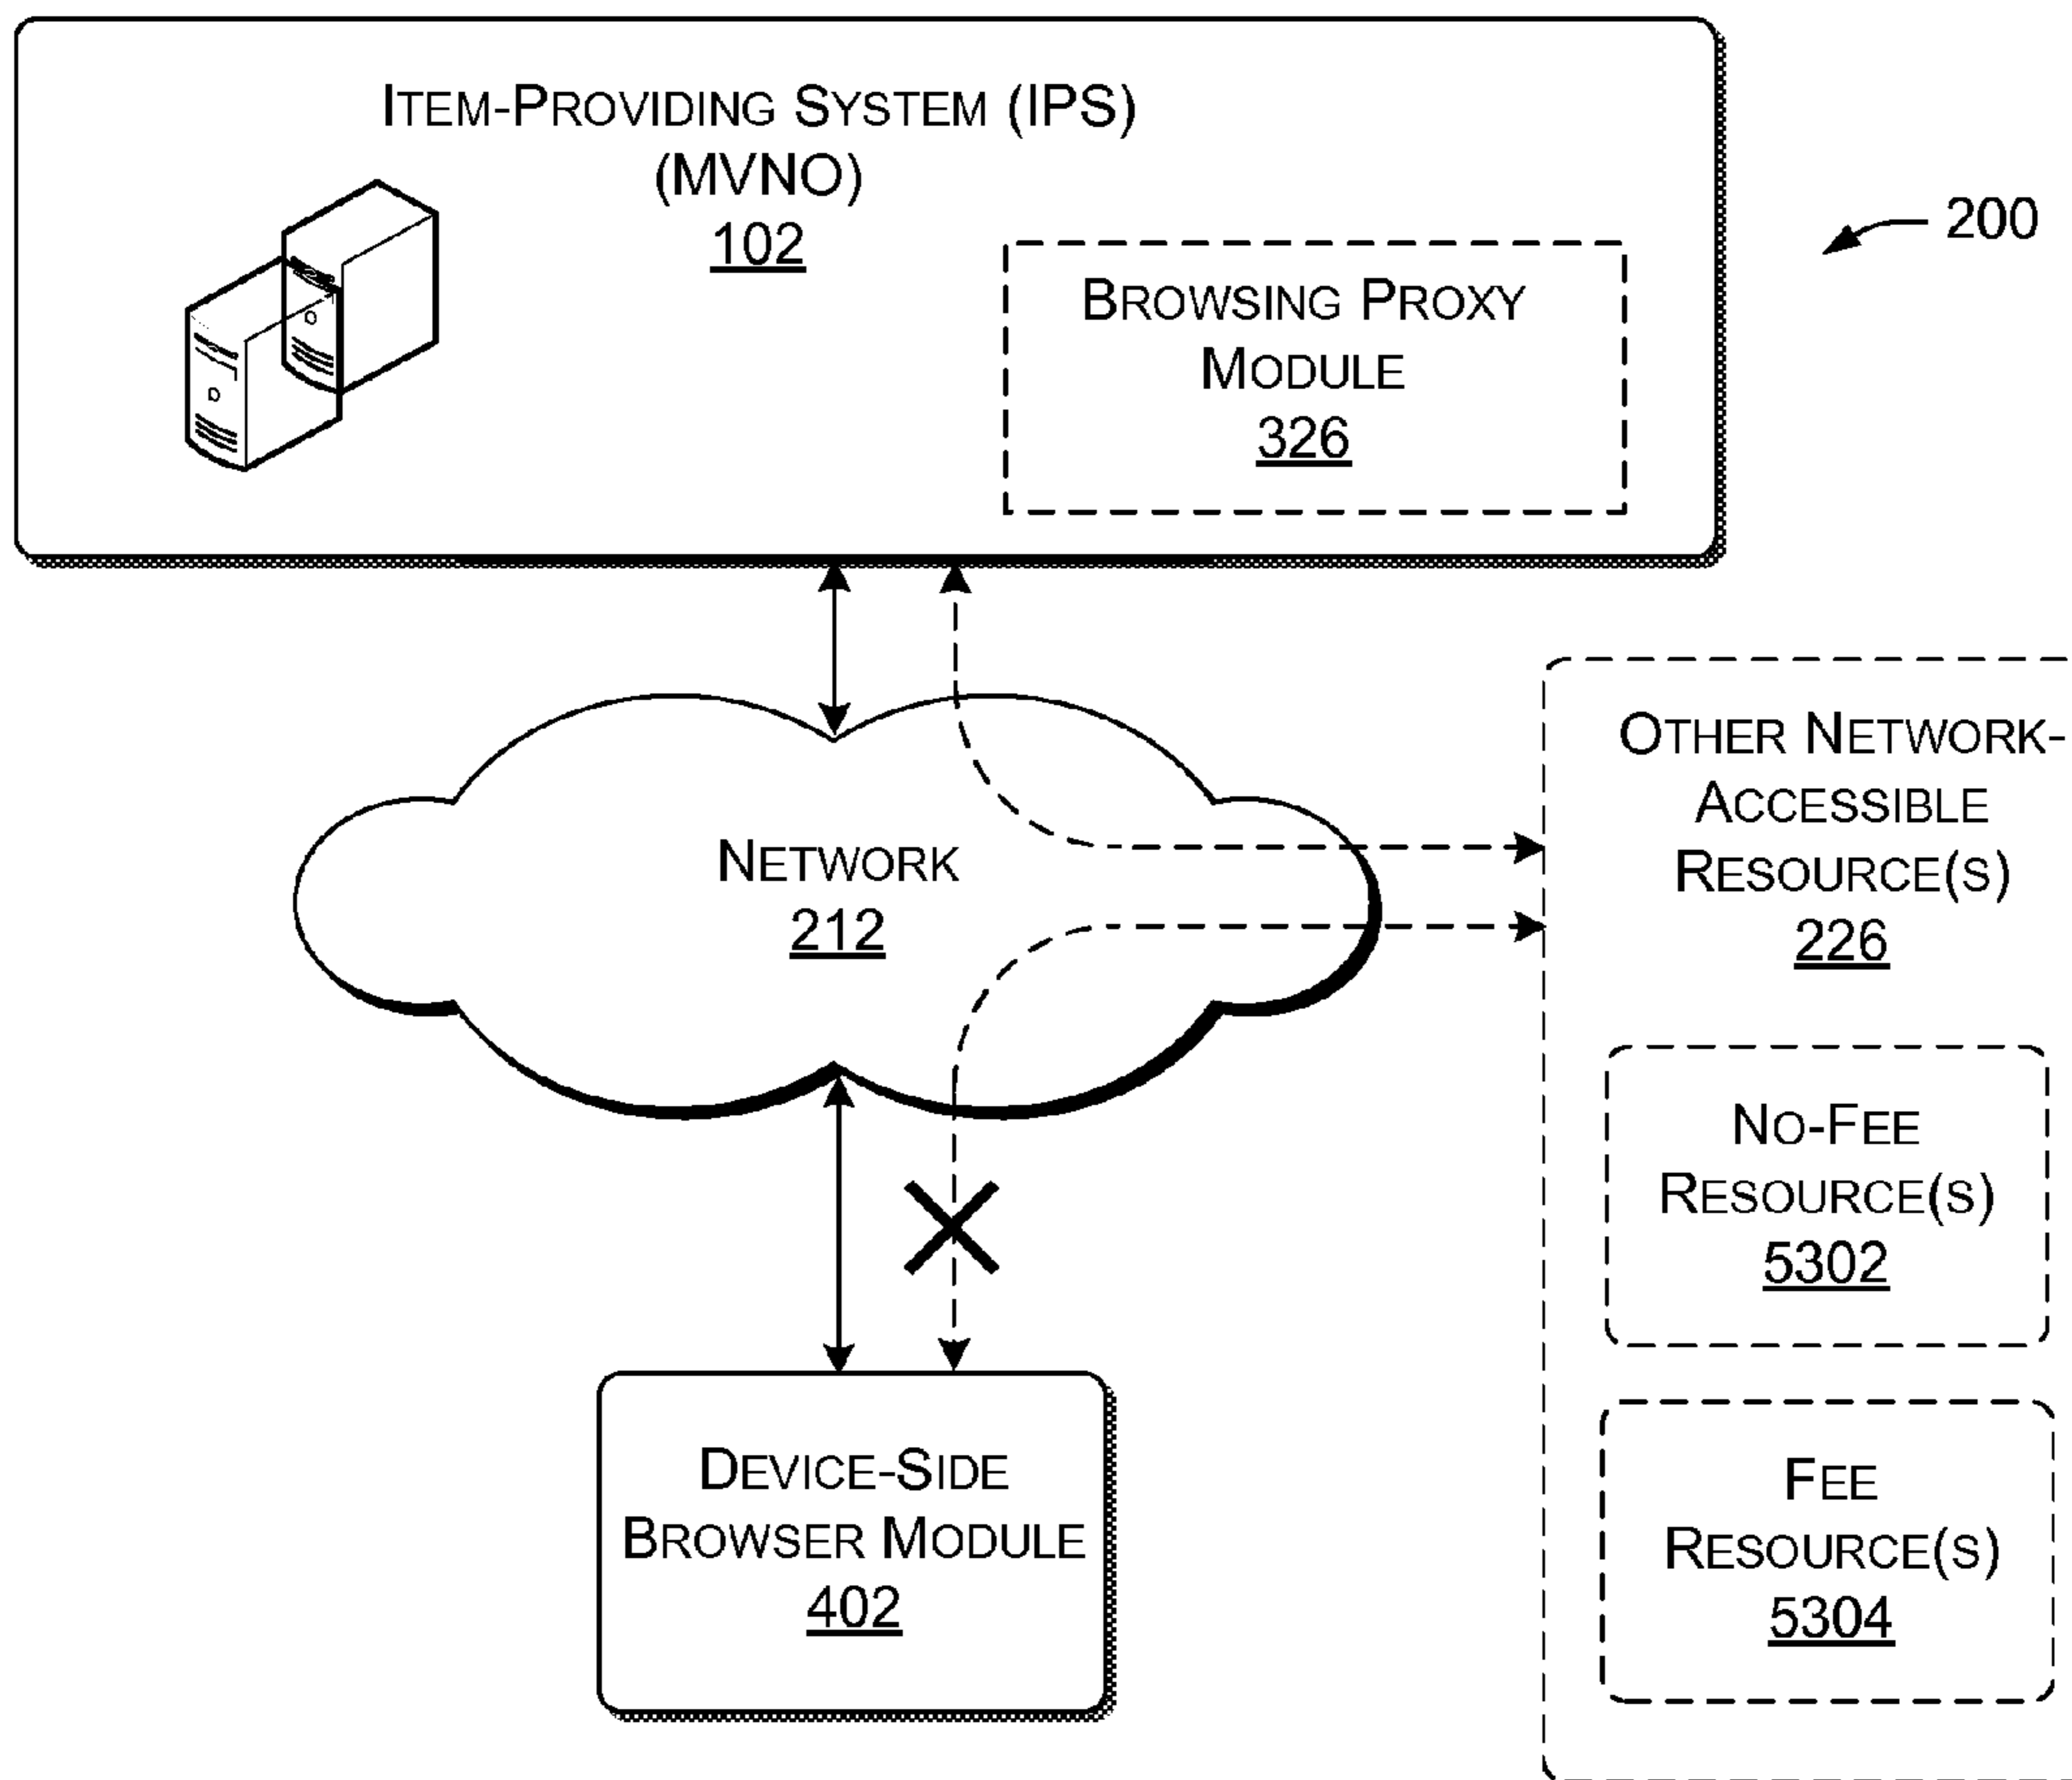 ITEM-PROVIDING SYSTEM (IPS)
(MVNO)
102
BROWSING PROXY
MODULE
326
200
NETWORK
212
OTHER NETWORK-
ACCESSIBLE
RESOURCE(S)
226
NO-FEE
RESOURCE(S)
5302
FEE
RESOURCE(S)
5304
DEVICE-SIDE
BROWSER MODULE
402